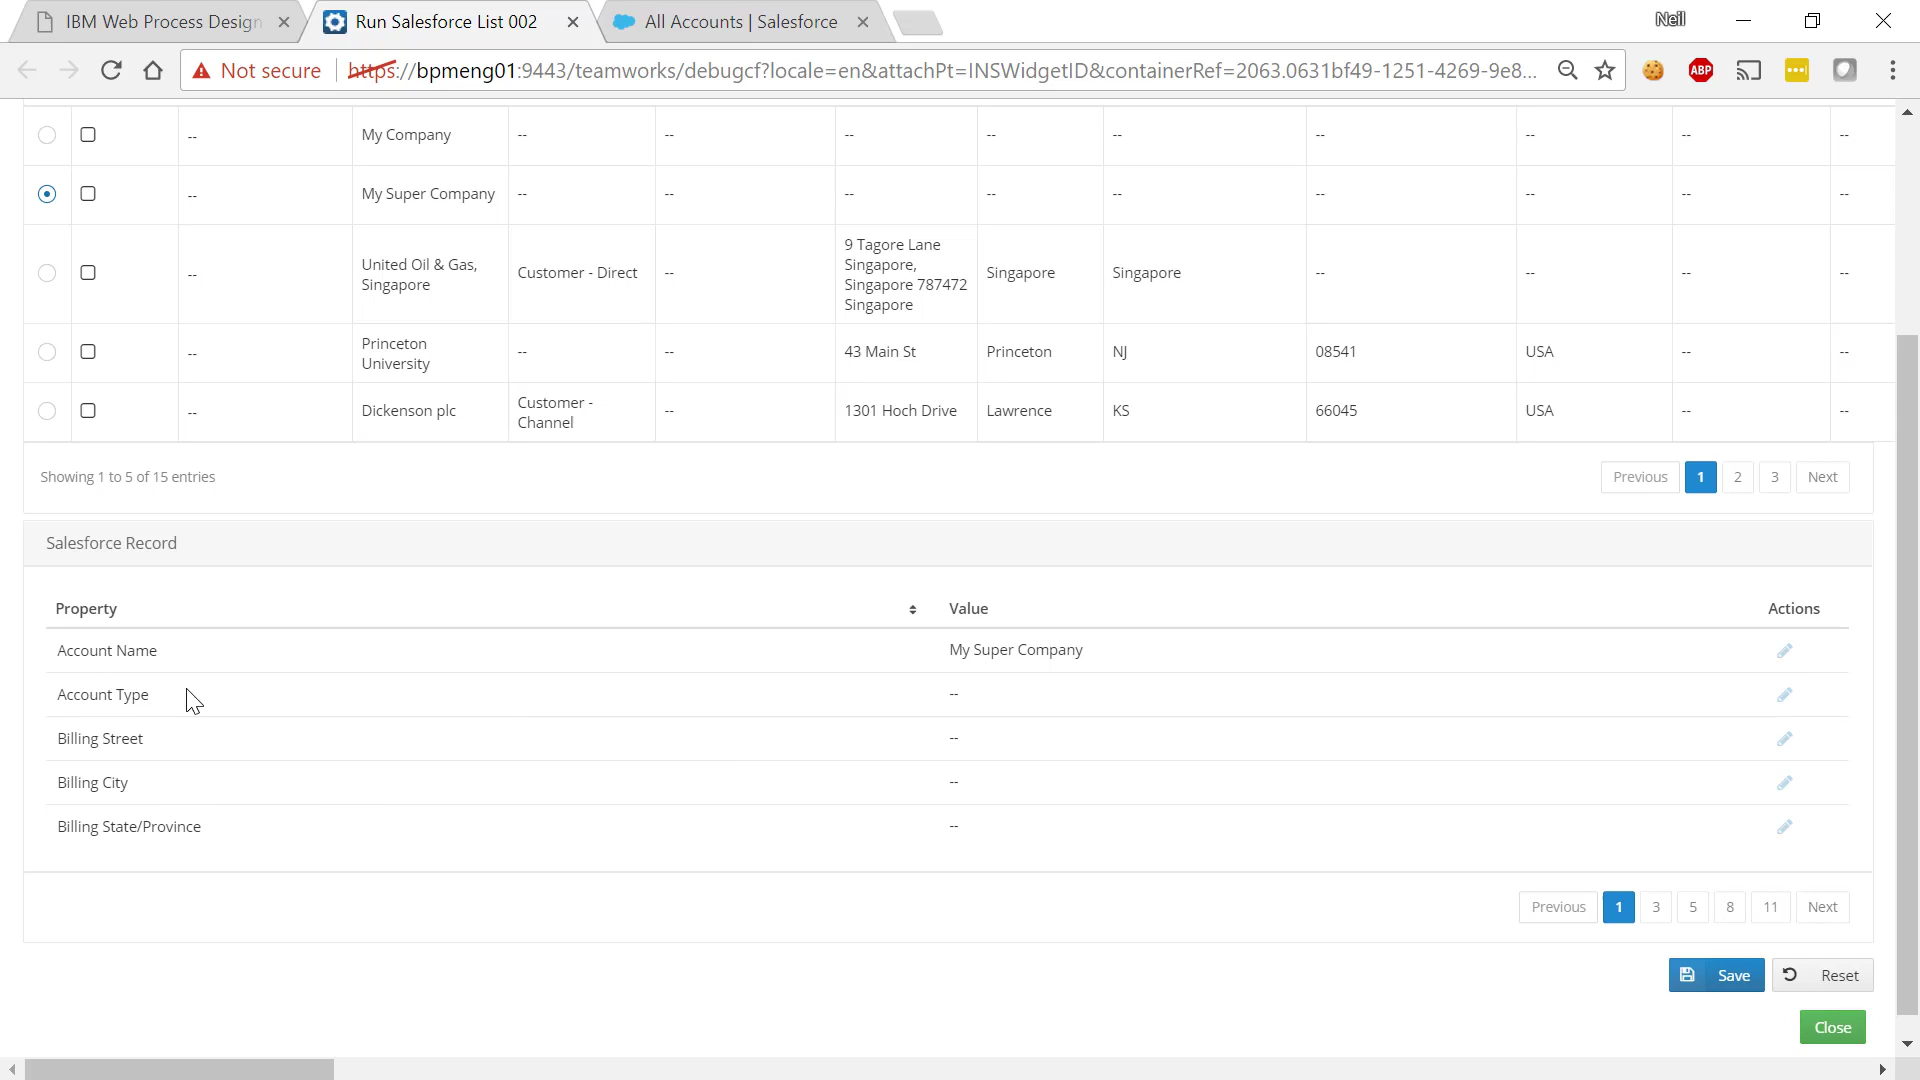 IBM Web Process Design
Run Salesforce List 002
All Accounts | Salesforce
Neil
Not secure
https://bpmeng01:9443/teamworks/debugcf?locale=en&attachPt=INSWidgetID&containerRef=2063.0631bf49-1251-4269-9e8...
ABP
-- My Company -- -- -- -- -- -- -- -- --
-- My Super Company -- -- -- -- -- -- -- -- --
-- United Oil & Gas, Singapore Customer - Direct -- 9 Tagore Lane Singapore, Singapore 787472 Singapore Singapore Singapore -- -- -- --
-- Princeton University -- -- 43 Main St Princeton NJ 08541 USA -- --
-- Dickenson plc Customer - Channel -- 1301 Hoch Drive Lawrence KS 66045 USA -- --
Showing 1 to 5 of 15 entries
Previous 1 2 3 Next
Salesforce Record
Property Value Actions
Account Name My Super Company
Account Type --
Billing Street --
Billing City --
Billing State/Province --
Previous 1 3 5 8 11 Next
Save Reset
Close